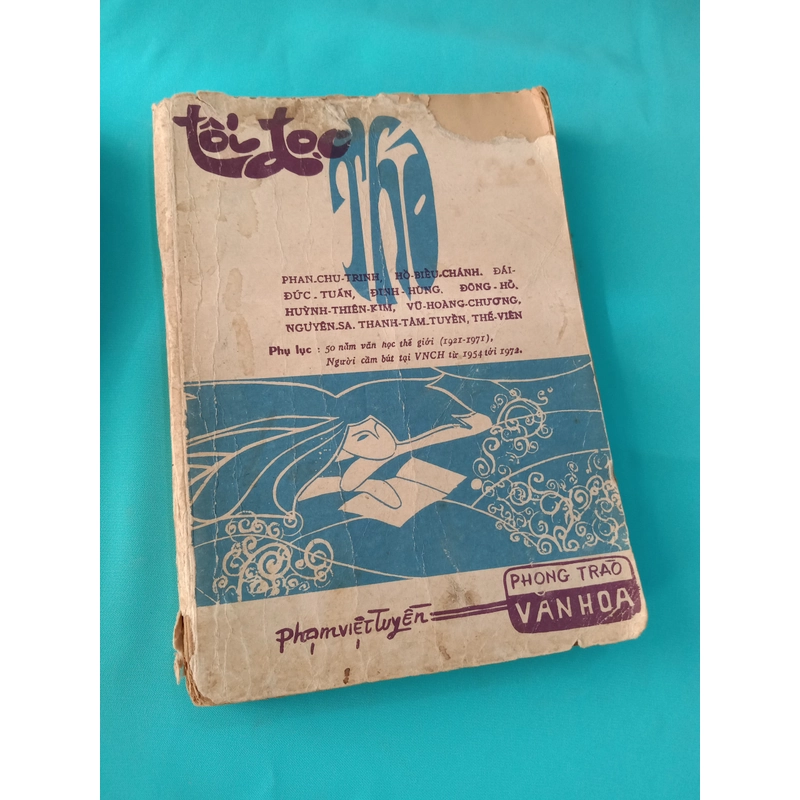 tôi đọc
THƠ
PHAN.CHU-TRINH, HỒ-BIỂU.CHÁNH. ĐÁI-
ĐỨC.TUẤN, ĐINH-HÙNG. ĐÔNG-HỒ,
HUỲNH-THIÊN-KIM, VŨ-HOÀNG-CHƯƠNG,
NGUYÊN.SA. THANH-TÂM.TUYỀN, THẾ-VIÊN
Phụ lục : 50 năm văn học thế giới (1921-1971),
Người cầm bút tại VNCH từ 1954 tới 1972.
PHONG TRÀO
VĂN HOÁ
phạm việt tuyền